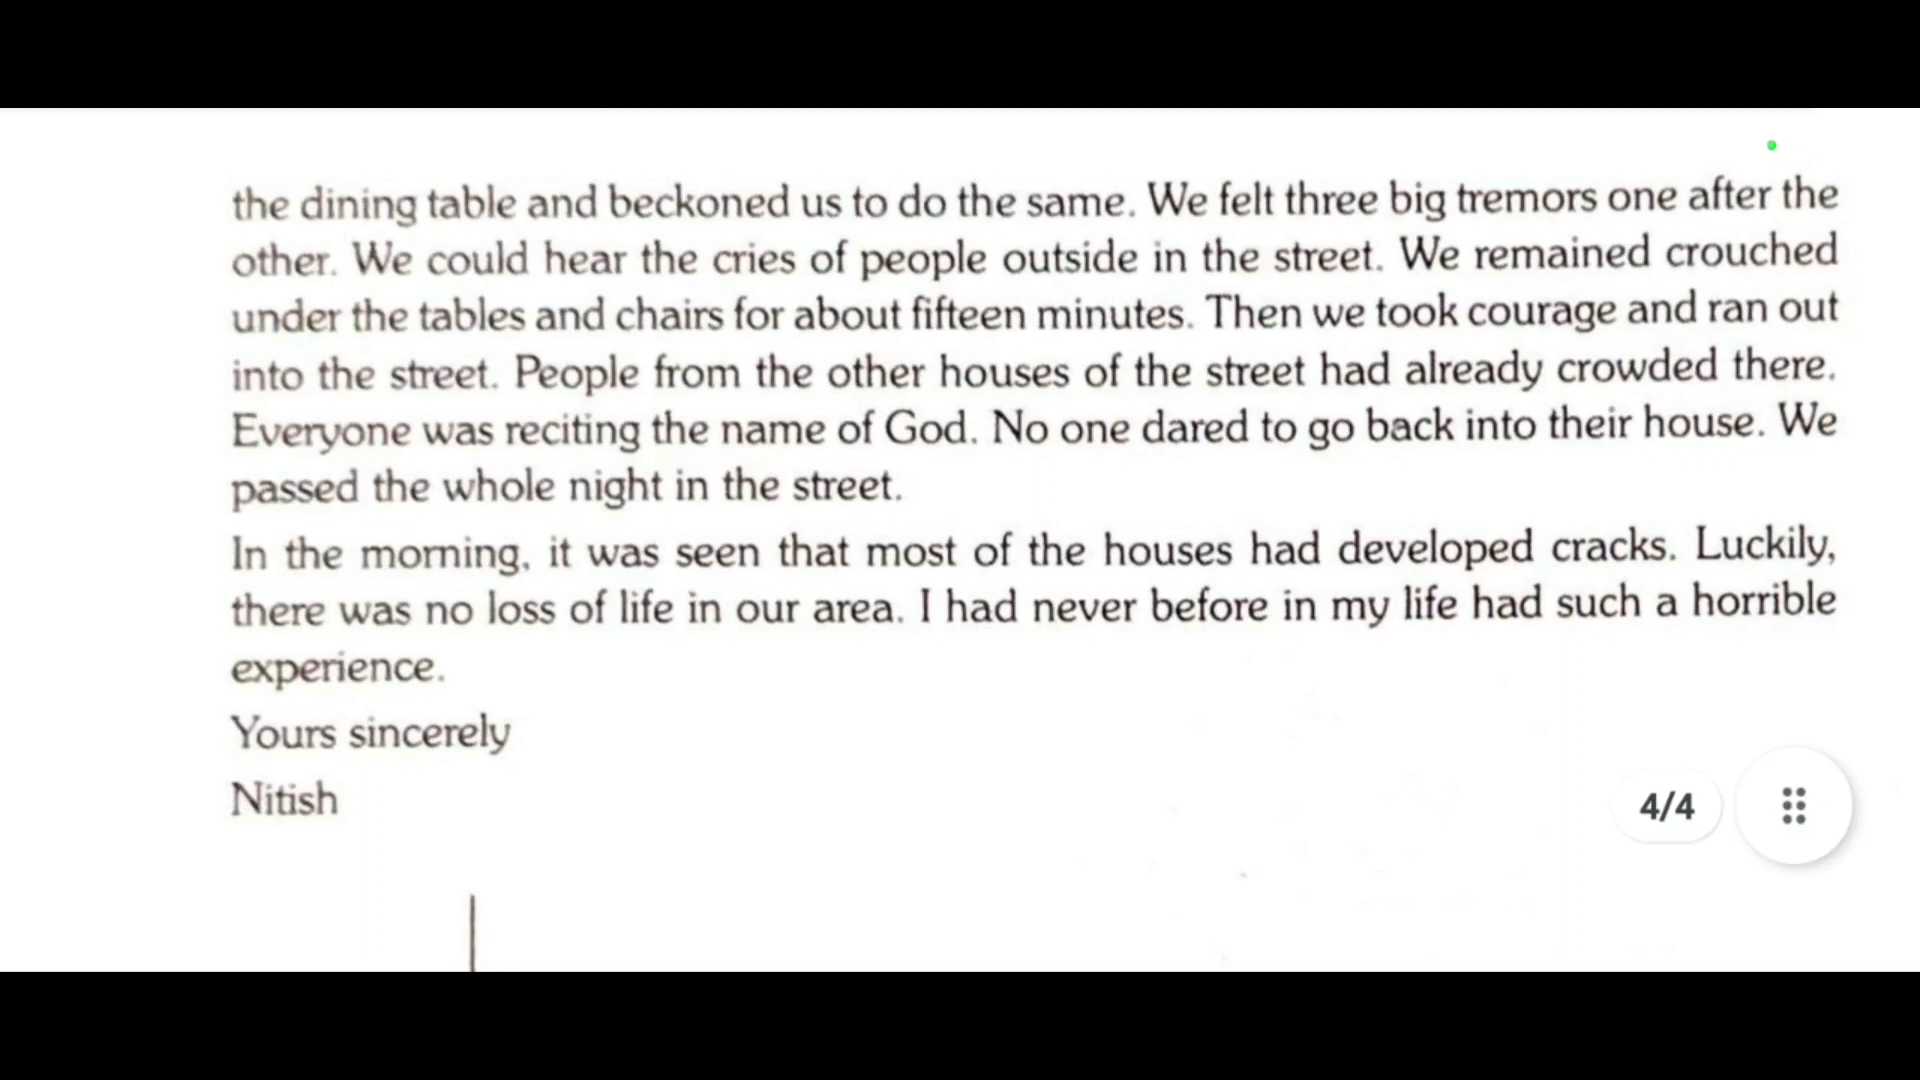 the dining table and beckoned us to do the same. We felt three big tremors one after the
other. We could hear the cries of people outside in the street. We remained crouched
under the tables and chairs for about fifteen minutes. Then we took courage and ran out
into the street. People from the other houses of the street had already crowded there.
Everyone was reciting the name of God. No one dared to go back into their house. We
passed the whole night in the street.
In the morning, it was seen that most of the houses had developed cracks. Luckily,
there was no loss of life in our area. I had never before in my life had such a horrible
experience.
Yours sincerely
Nitish
4/4